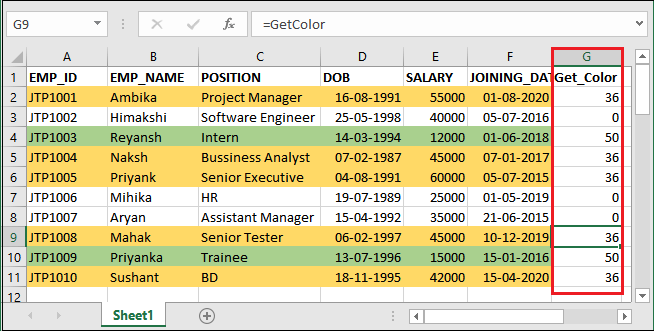 G9 =GetColor
A B C D E F G
1 EMP_ID EMP_NAME POSITION DOB SALARY JOINING_DAT Get_Color
2 JTP1001 Ambika Project Manager 16-08-1991 55000 01-08-2020 36
3 JTP1002 Himakshi Software Engineer 25-05-1998 40000 05-07-2016 0
4 JTP1003 Reyansh Intern 14-03-1994 12000 01-06-2018 50
5 JTP1004 Naksh Bussiness Analyst 07-02-1987 45000 07-01-2017 36
6 JTP1005 Priyank Senior Executive 04-08-1991 60000 05-07-2015 36
7 JTP1006 Mihika HR 19-07-1989 25000 01-05-2019 0
8 JTP1007 Aryan Assistant Manager 15-04-1992 35000 21-06-2015 0
9 JTP1008 Mahak Senior Tester 06-02-1997 45000 10-12-2019 36
10 JTP1009 Priyanka Trainee 13-07-1996 15000 15-01-2016 50
11 JTP1010 Sushant BD 18-11-1995 42000 15-04-2020 36
12
Sheet1